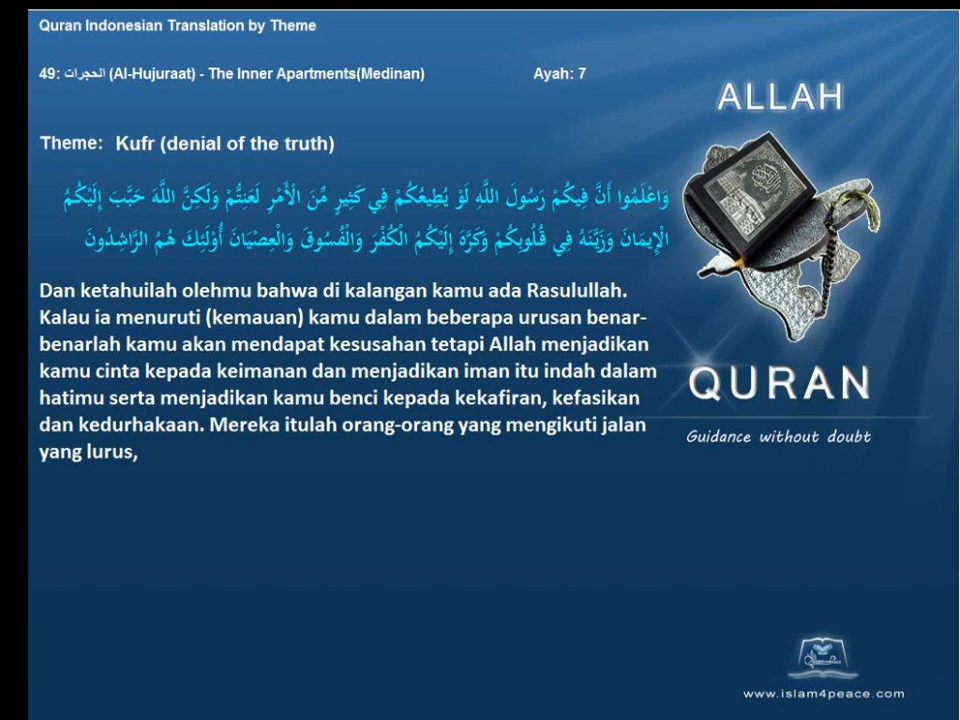 Quran Indonesian Translation by Theme
49: الحجرات (Al-Hujuraat) - The Inner Apartments(Medinan) Ayah: 7
ALLAH
Theme: Kufr (denial of the truth)
وَاعْلَمُوا أَنَّ فِيكُمْ رَسُولَ اللَّهِ لَوْ يُطِيعُكُمْ فِي كَثِيرٍ مِّنَ الْأَمْرِ لَعَنِتُّمْ وَلَكِنَّ اللَّهَ حَبَّبَ إِلَيْكُمُ
الْإِيمَانَ وَزَيَّنَهُ فِي قُلُوبِكُمْ وَكَرَّهَ إِلَيْكُمُ الْكُفْرَ وَالْفُسُوقَ وَالْعِصْيَانَ أُوْلَئِكَ هُمُ الرَّاشِدُونَ
Dan ketahuilah olehmu bahwa di kalangan kamu ada Rasulullah.
Kalau ia menuruti (kemauan) kamu dalam beberapa urusan benar-
benarlah kamu akan mendapat kesusahan tetapi Allah menjadikan
kamu cinta kepada keimanan dan menjadikan iman itu indah dalam
hatimu serta menjadikan kamu benci kepada kekafiran, kefasikan
dan kedurhakaan. Mereka itulah orang-orang yang mengikuti jalan
yang lurus,
QURAN
Guidance without doubt
www.islam4peace.com